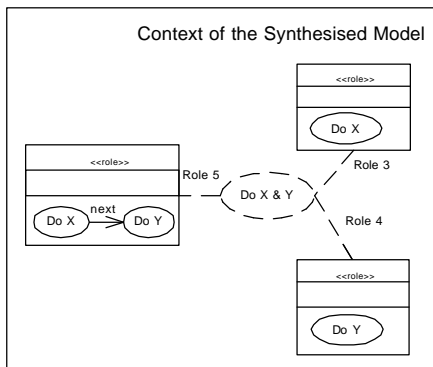 Context of the Synthesised Model
<<role>>
Do X
Role 3
<<role>>
Role 5
Do X & Y
next
Do X
Do Y
Role 4
<<role>>
Do Y